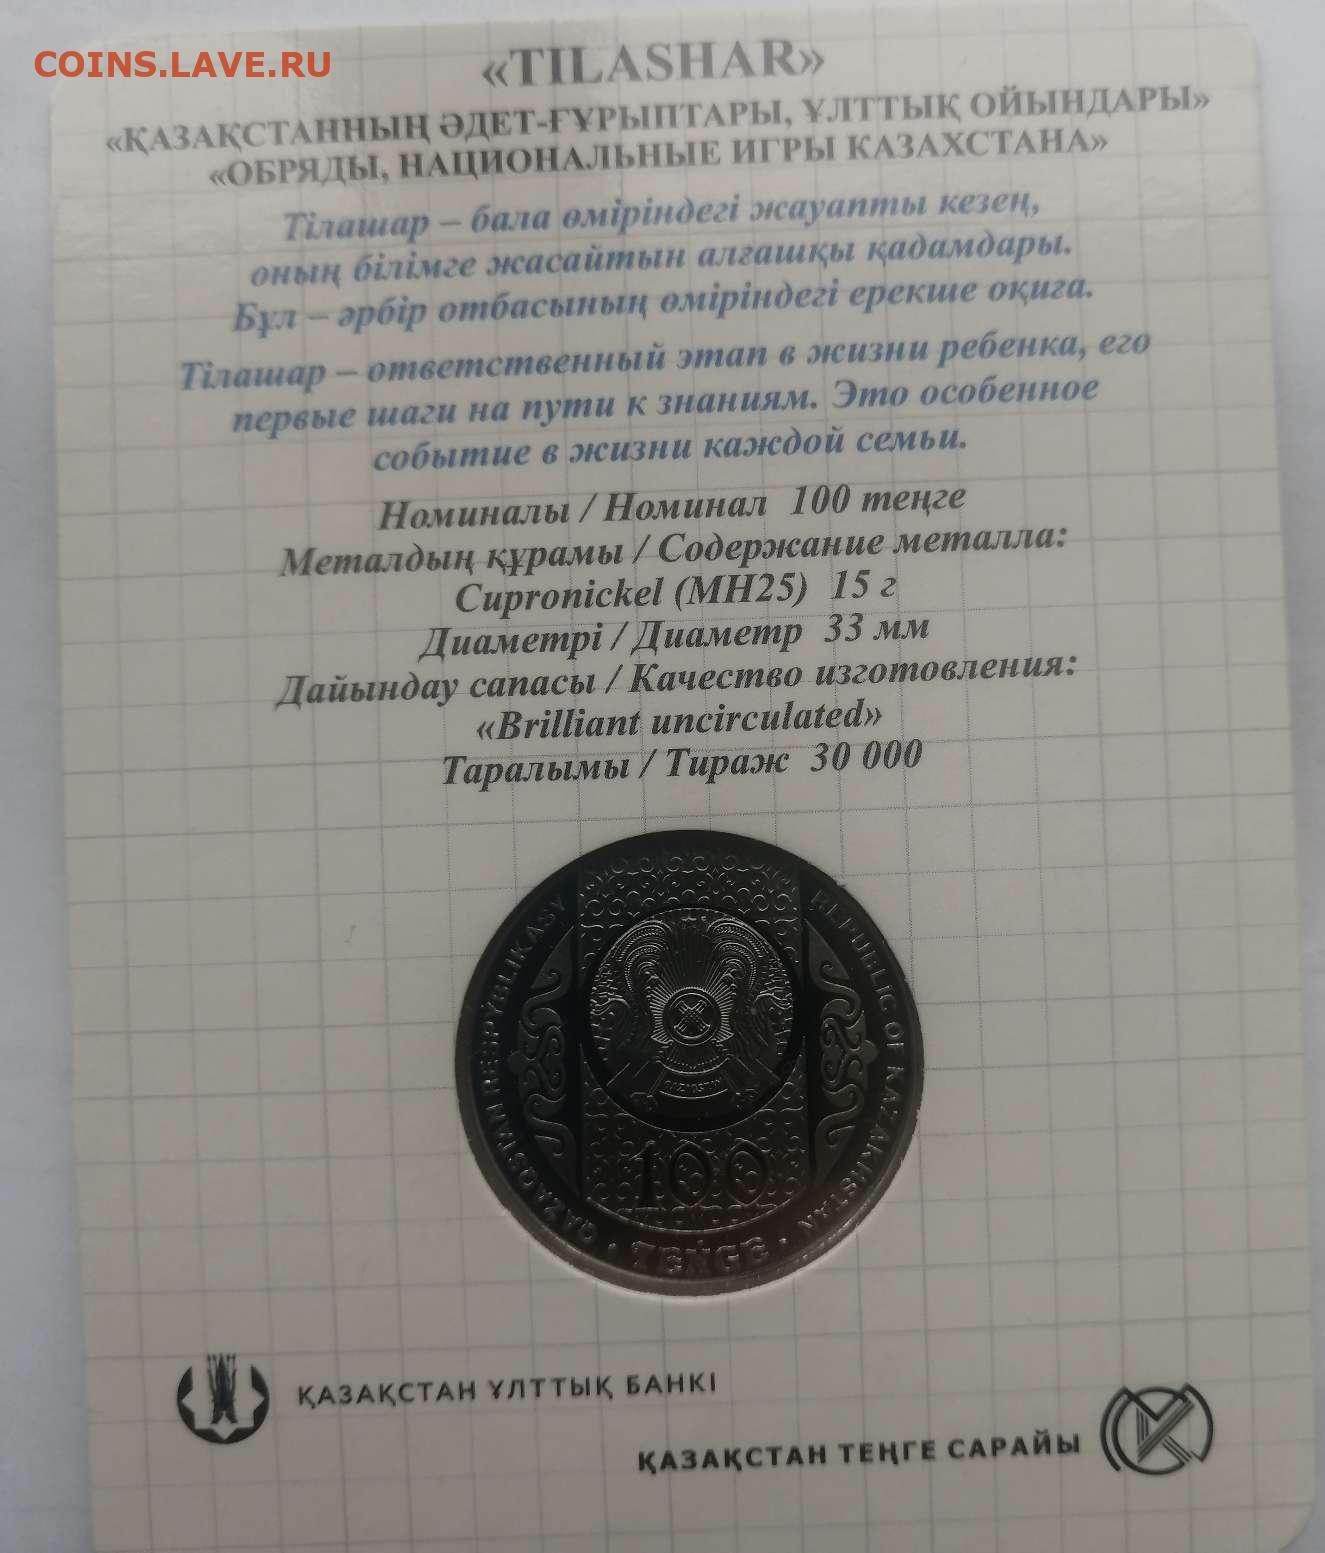 COINS.LAVE.RU
«TILASHAR»
«ҚАЗАҚСТАННЫҢ ӘДЕТ-ҒҰРЫПТАРЫ, ҰЛТТЫҚ ОЙЫНДАРЫ»
«ОБРЯДЫ, НАЦИОНАЛЬНЫЕ ИГРЫ КАЗАХСТАНА»
Тілашар – бала өміріндегі жауапты кезең,
оның білімге жасайтын алғашқы қадамдары.
Бұл – әрбір отбасының өміріндегі ерекше оқиға.
Тілашар – ответственный этап в жизни ребенка, его
первые шаги на пути к знаниям. Это особенное
событие в жизни каждой семьи.
Номиналы / Номинал 100 теңге
Металдың құрамы / Содержание металла:
Cupronickel (МН25) 15 г
Диаметрі / Диаметр 33 мм
Дайындау сапасы / Качество изготовления:
«Brilliant uncirculated»
Таралымы / Тираж 30 000
QAZAQSTAN RESPÝBLIKASY
REPUBLIC OF KAZAKHSTAN
QAZAQSTAN
100
• TEŃGE •
ҚАЗАҚСТАН ҰЛТТЫҚ БАНКІ
ҚАЗАҚСТАН ТЕҢГЕ САРАЙЫ